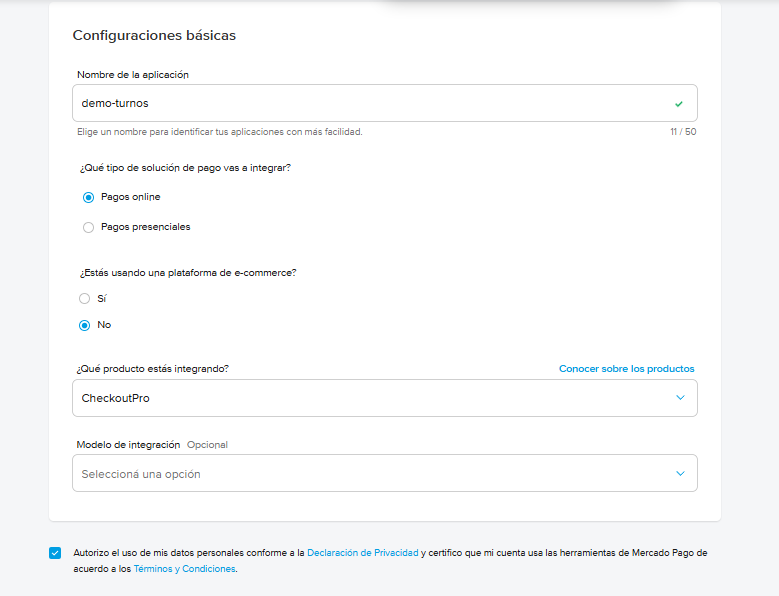 Configuraciones básicas
Nombre de la aplicación
demo-turnos
Elige un nombre para identificar tus aplicaciones con más facilidad.
11 / 50
¿Qué tipo de solución de pago vas a integrar?
Pagos online
Pagos presenciales
¿Estás usando una plataforma de e-commerce?
Sí
No
¿Qué producto estás integrando?
Conocer sobre los productos
CheckoutPro
Modelo de integración Opcional
Seleccioná una opción
Autorizo el uso de mis datos personales conforme a la Declaración de Privacidad y certifico que mi cuenta usa las herramientas de Mercado Pago de
acuerdo a los Términos y Condiciones.